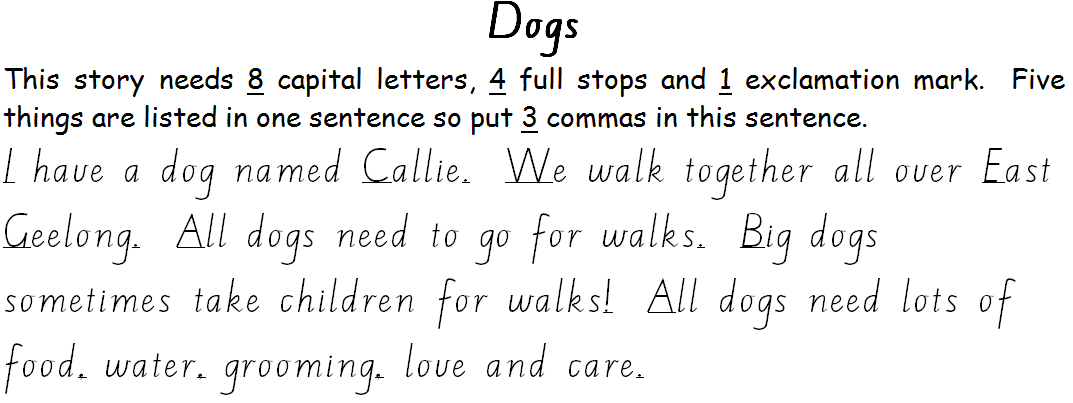 Dogs
This story needs 8 capital letters, 4 full stops and 1 exclamation mark. Five
things are listed in one sentence so put 3 commas in this sentence.
I have a dog named Callie. We walk together all over East
Geelong. All dogs need to go for walks. Big dogs
sometimes take children for walks! All dogs need lots of
food, water, grooming, love and care.